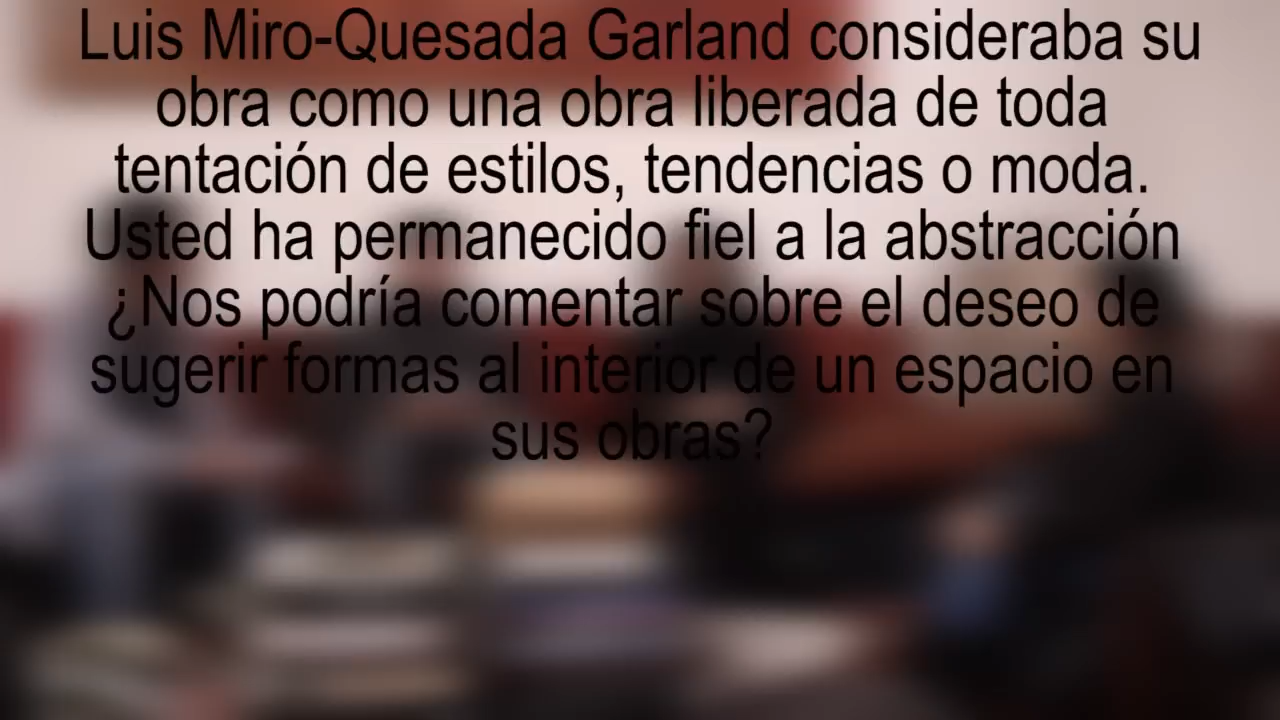 Luis Miro-Quesada Garland consideraba su
obra como una obra liberada de toda
tentación de estilos, tendencias o moda.
Usted ha permanecido fiel a la abstracción
¿Nos podría comentar sobre el deseo de
sugerir formas al interior de un espacio en
sus obras?